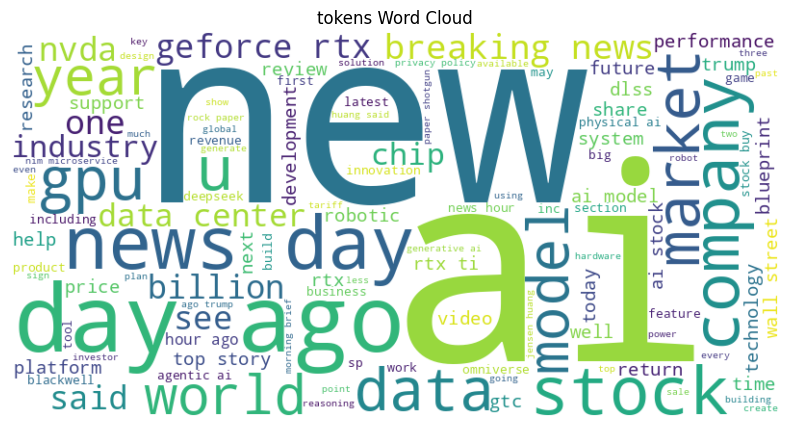 tokens Word Cloud
nvda
geforce rtx
breaking news
performance
key
design
solution
privacy policy
available
three
year
new
research
review
first
latest
may
future
trump
past
game
support
show
much
rock paper
huang said
paper shotgun
dlss
share
one
global
physical ai
industry
u
revenue
development
chip
system
market
company
big
two
stock buy
blueprint
even
nim microservice
generate
innovation
robot
make
gpu
deepseek
ai model
including
data center
tariff
using
robotic
news hour
inc
section
help
news day
next
build
ai
generative ai
model
hardware
ai stock
wall street
technology
product
sign
plan
rtx ti
today
price
billion
rtx
less
business
video
feature
day ago
ago trump
morning brief
jensen huang
power
tool
see
hour ago
well
every
platform
top story
sp
work
omniverse
top
return
investor
blackwell
agentic ai
going
time
said
world
point
reasoning
data
gtc
stock
sale
building
create